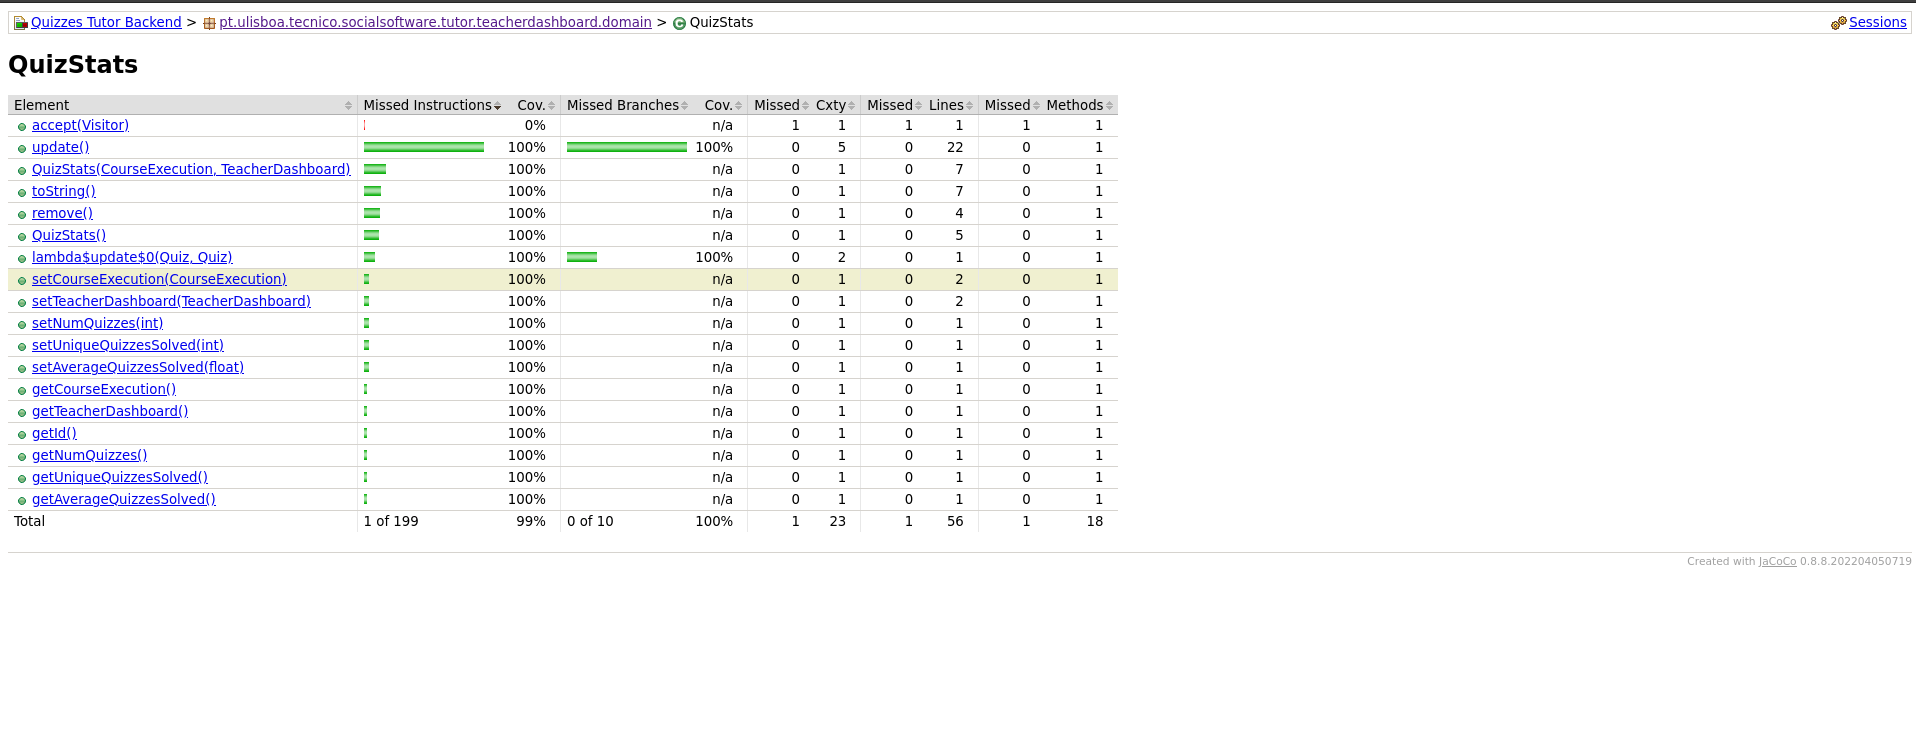 Quizzes Tutor Backend > pt.ulisboa.tecnico.socialsoftware.tutor.teacherdashboard.domain > QuizStats Sessions
QuizStats
Element Missed Instructions Cov. Missed Branches Cov. Missed Cxty Missed Lines Missed Methods
accept(Visitor) 0% n/a 1 1 1 1 1 1
update() 100% 100% 0 5 0 22 0 1
QuizStats(CourseExecution, TeacherDashboard) 100% n/a 0 1 0 7 0 1
toString() 100% n/a 0 1 0 7 0 1
remove() 100% n/a 0 1 0 4 0 1
QuizStats() 100% n/a 0 1 0 5 0 1
lambda$update$0(Quiz, Quiz) 100% 100% 0 2 0 1 0 1
setCourseExecution(CourseExecution) 100% n/a 0 1 0 2 0 1
setTeacherDashboard(TeacherDashboard) 100% n/a 0 1 0 2 0 1
setNumQuizzes(int) 100% n/a 0 1 0 1 0 1
setUniqueQuizzesSolved(int) 100% n/a 0 1 0 1 0 1
setAverageQuizzesSolved(float) 100% n/a 0 1 0 1 0 1
getCourseExecution() 100% n/a 0 1 0 1 0 1
getTeacherDashboard() 100% n/a 0 1 0 1 0 1
getId() 100% n/a 0 1 0 1 0 1
getNumQuizzes() 100% n/a 0 1 0 1 0 1
getUniqueQuizzesSolved() 100% n/a 0 1 0 1 0 1
getAverageQuizzesSolved() 100% n/a 0 1 0 1 0 1
Total 1 of 199 99% 0 of 10 100% 1 23 1 56 1 18
Created with JaCoCo 0.8.8.202204050719